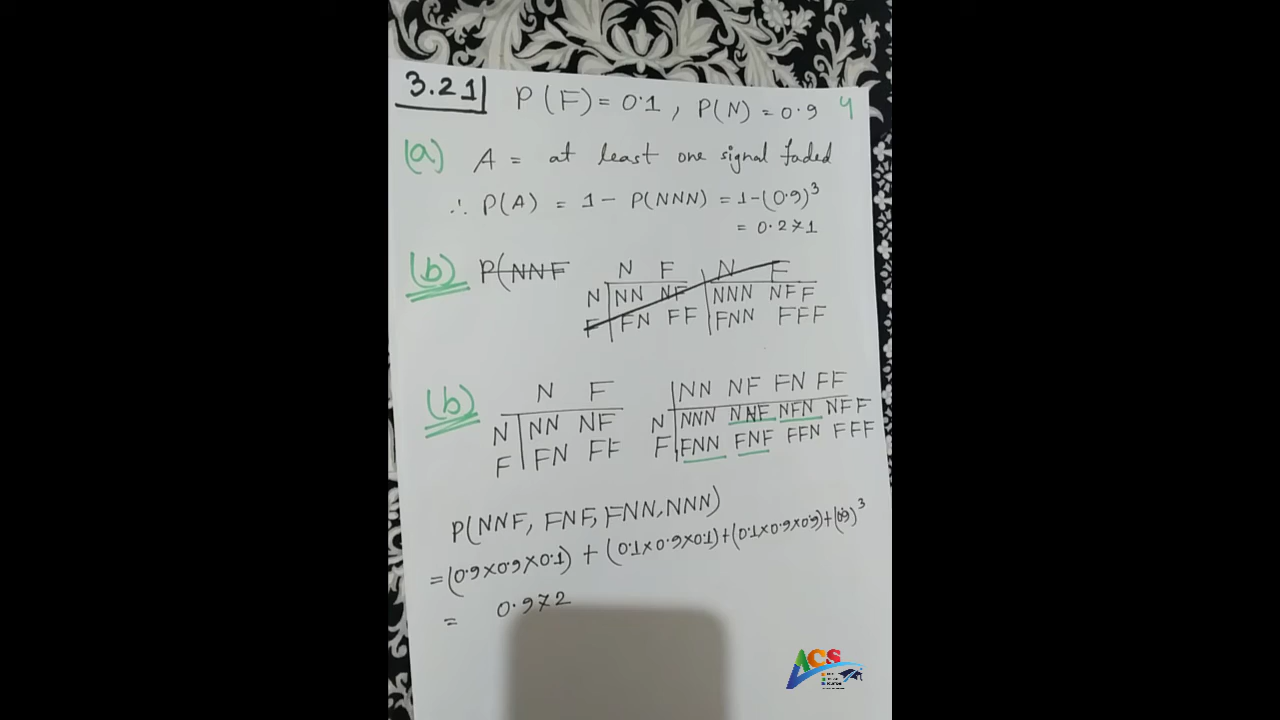 3.21 P(F) = 0.1, P(N) = 0.9 4
(a) A = at least one signal faded
∴ P(A) = 1 - P(NNN) = 1-(0.9)³
= 0.271
(b) P(NNF
N F N F
N NN NF NNN NFF
F FN FF FNN FFF
(b)
N F
N NN NF
F FN FF
NN NF FN FF
N NNN NNF NFN NFF
F FNN FNF FFN FFF
P(NNF, FNF, FNN, NNN)
=(0.9×0.9×0.1) + (0.1×0.9×0.1)+(0.1×0.9×0.9)+(0.9)³
= 0.972
ACS